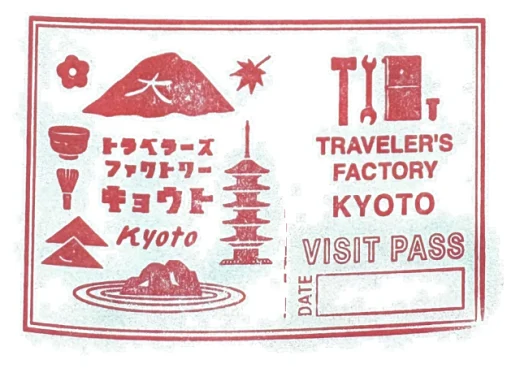 大
トラベラーズ
ファクトリー
キョウト
Kyoto
TRAVELER'S
FACTORY
KYOTO
VISIT PASS
DATE